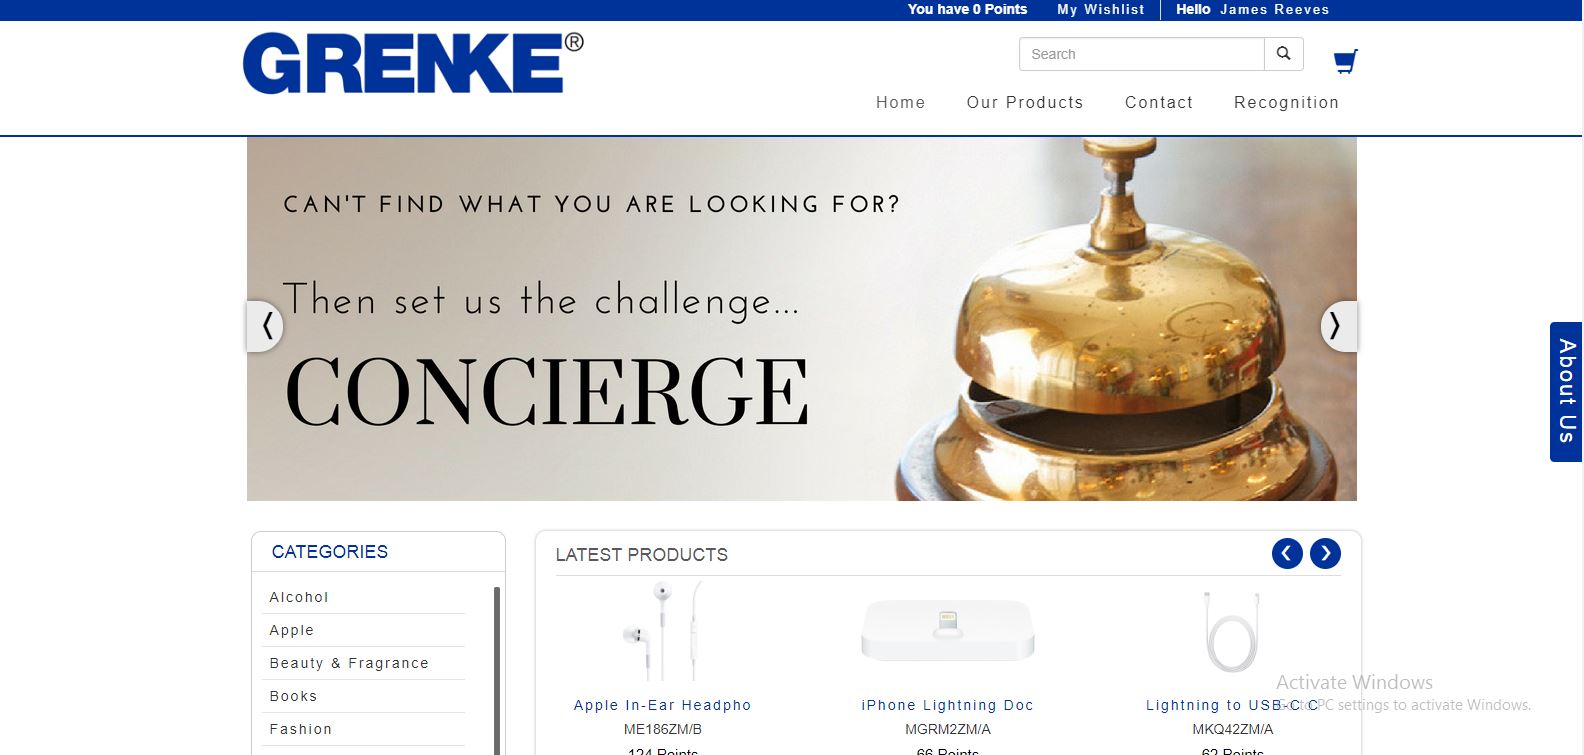 You have 0 Points My Wishlist Hello James Reeves
GRENKE®
Search
Home Our Products Contact Recognition
CAN'T FIND WHAT YOU ARE LOOKING FOR?
Then set us the challenge...
CONCIERGE
About Us
CATEGORIES
Alcohol
Apple
Beauty & Fragrance
Books
Fashion
LATEST PRODUCTS
Apple In-Ear Headpho
ME186ZM/B
124 Points
iPhone Lightning Doc
MGRM2ZM/A
66 Points
Lightning to USB-C C
MKQ42ZM/A
62 Points
Activate Windows
Go to PC settings to activate Windows.